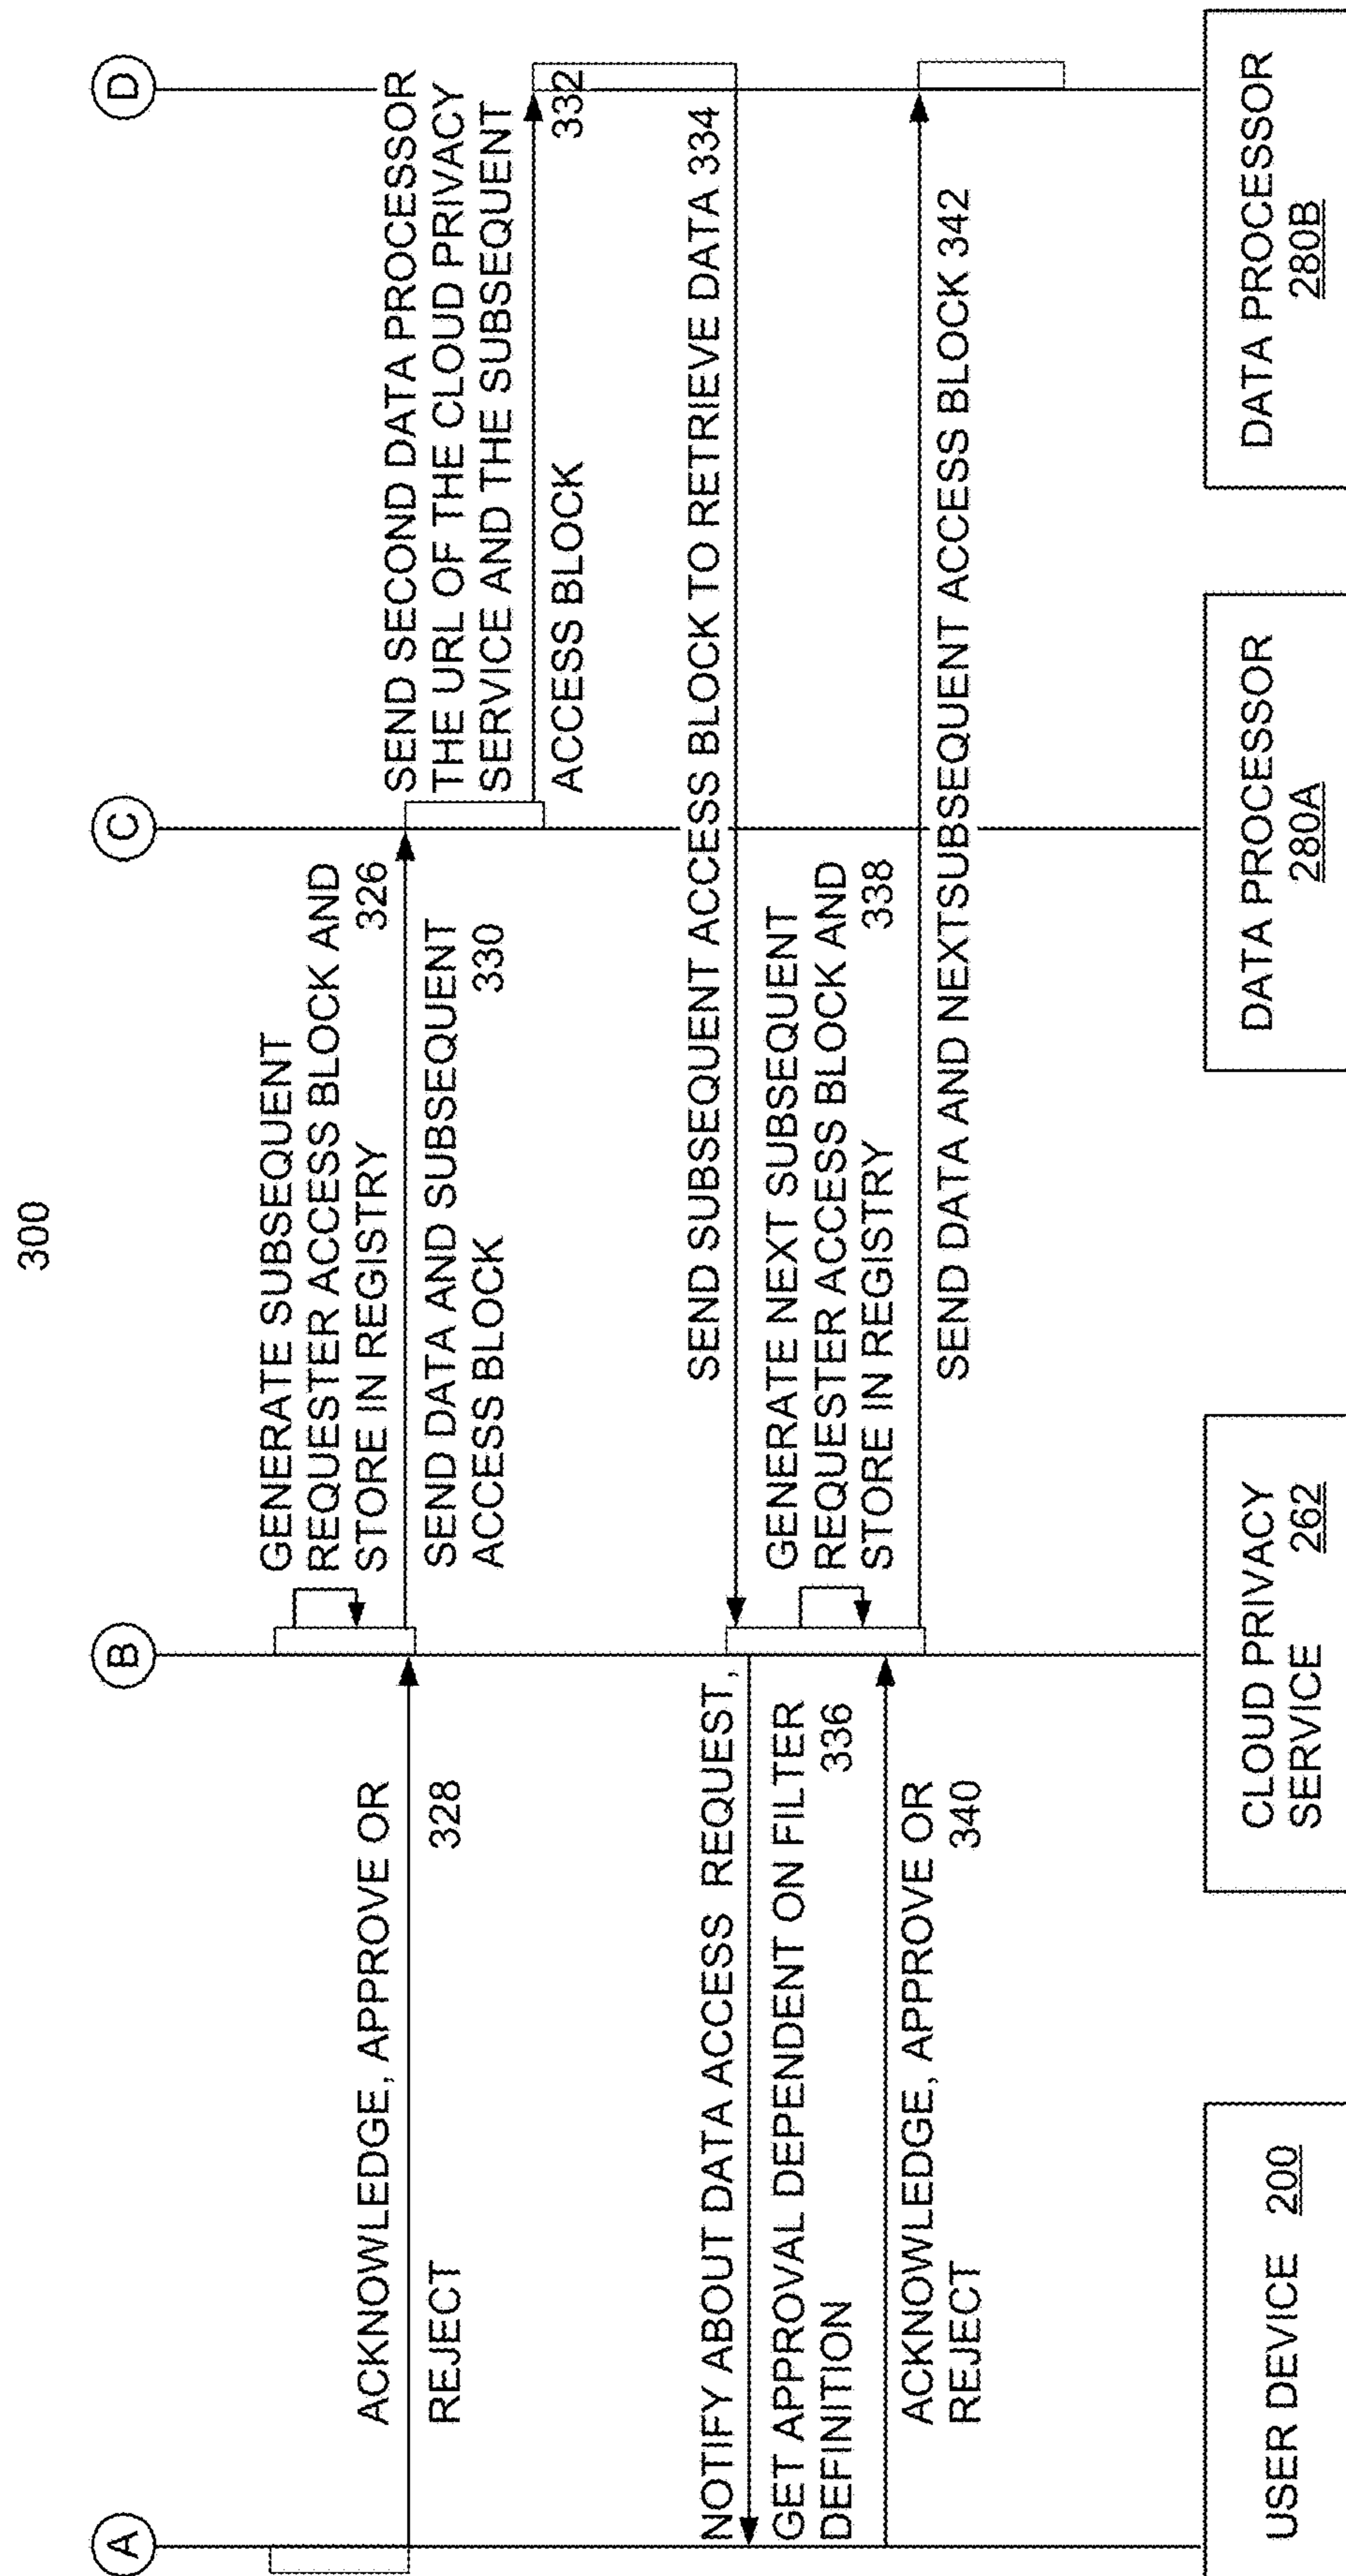 300
A
B
C
D
GENERATE SUBSEQUENT
REQUESTER ACCESS BLOCK AND
STORE IN REGISTRY 326
ACKNOWLEDGE, APPROVE OR
REJECT 328
SEND DATA AND SUBSEQUENT
ACCESS BLOCK 330
SEND SECOND DATA PROCESSOR
THE URL OF THE CLOUD PRIVACY
SERVICE AND THE SUBSEQUENT
ACCESS BLOCK 332
SEND SUBSEQUENT ACCESS BLOCK TO RETRIEVE DATA 334
NOTIFY ABOUT DATA ACCESS REQUEST,
GET APPROVAL DEPENDENT ON FILTER
DEFINITION 336
GENERATE NEXT SUBSEQUENT
REQUESTER ACCESS BLOCK AND
STORE IN REGISTRY 338
ACKNOWLEDGE, APPROVE OR
REJECT 340
SEND DATA AND NEXTSUBSEQUENT ACCESS BLOCK 342
USER DEVICE 200
CLOUD PRIVACY
SERVICE 262
DATA PROCESSOR
280A
DATA PROCESSOR
280B